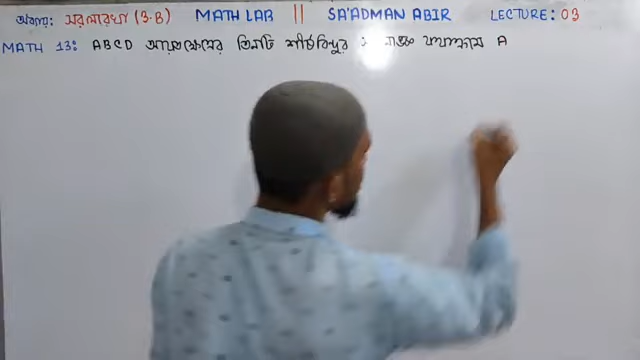 অধ্যায়: সরলরেখা (3.B) MATH LAB || SA'ADMAN ABIR LECTURE: 03
MATH 13: ABCD আয়তক্ষেত্রের তিনটি শীর্ষবিন্দুর যথাক্রমে A